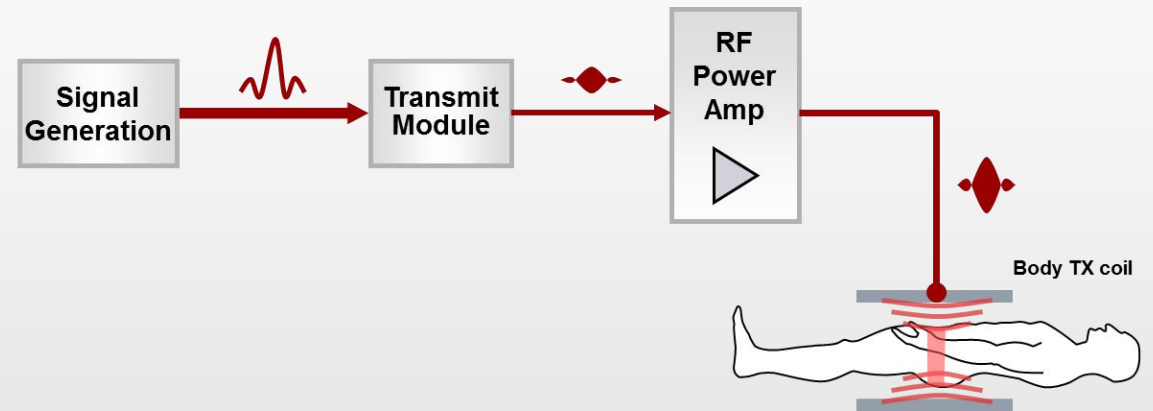 Signal
Generation
Transmit
Module
RF
Power
Amp
Body TX coil